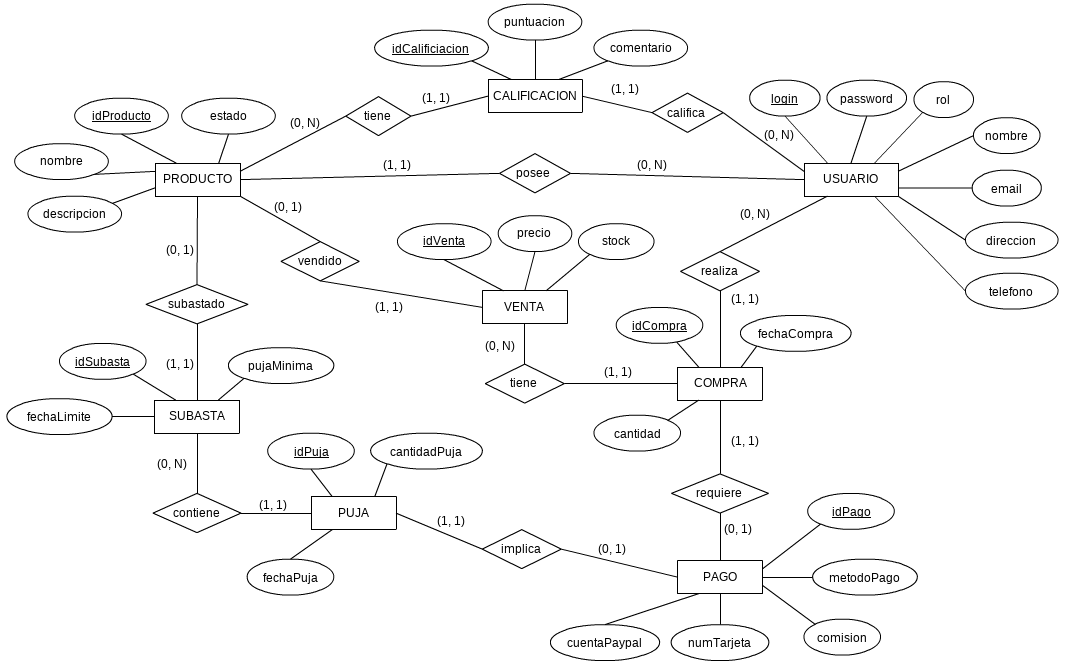 puntuacion
idCalificiacion
comentario
CALIFICACION
(1, 1)
(1, 1)
tiene
califica
(0, N)
(0, N)
login
password
rol
nombre
email
direccion
telefono
USUARIO
idProducto
estado
nombre
descripcion
PRODUCTO
(1, 1)
posee
(0, N)
(0, 1)
vendido
(1, 1)
idVenta
precio
stock
VENTA
(0, N)
realiza
(1, 1)
(0, 1)
subastado
(1, 1)
idSubasta
pujaMinima
fechaLimite
SUBASTA
(0, N)
tiene
(1, 1)
idCompra
fechaCompra
COMPRA
cantidad
(1, 1)
requiere
(0, 1)
(0, N)
contiene
(1, 1)
idPuja
cantidadPuja
PUJA
fechaPuja
(1, 1)
implica
(0, 1)
PAGO
idPago
metodoPago
comision
numTarjeta
cuentaPaypal